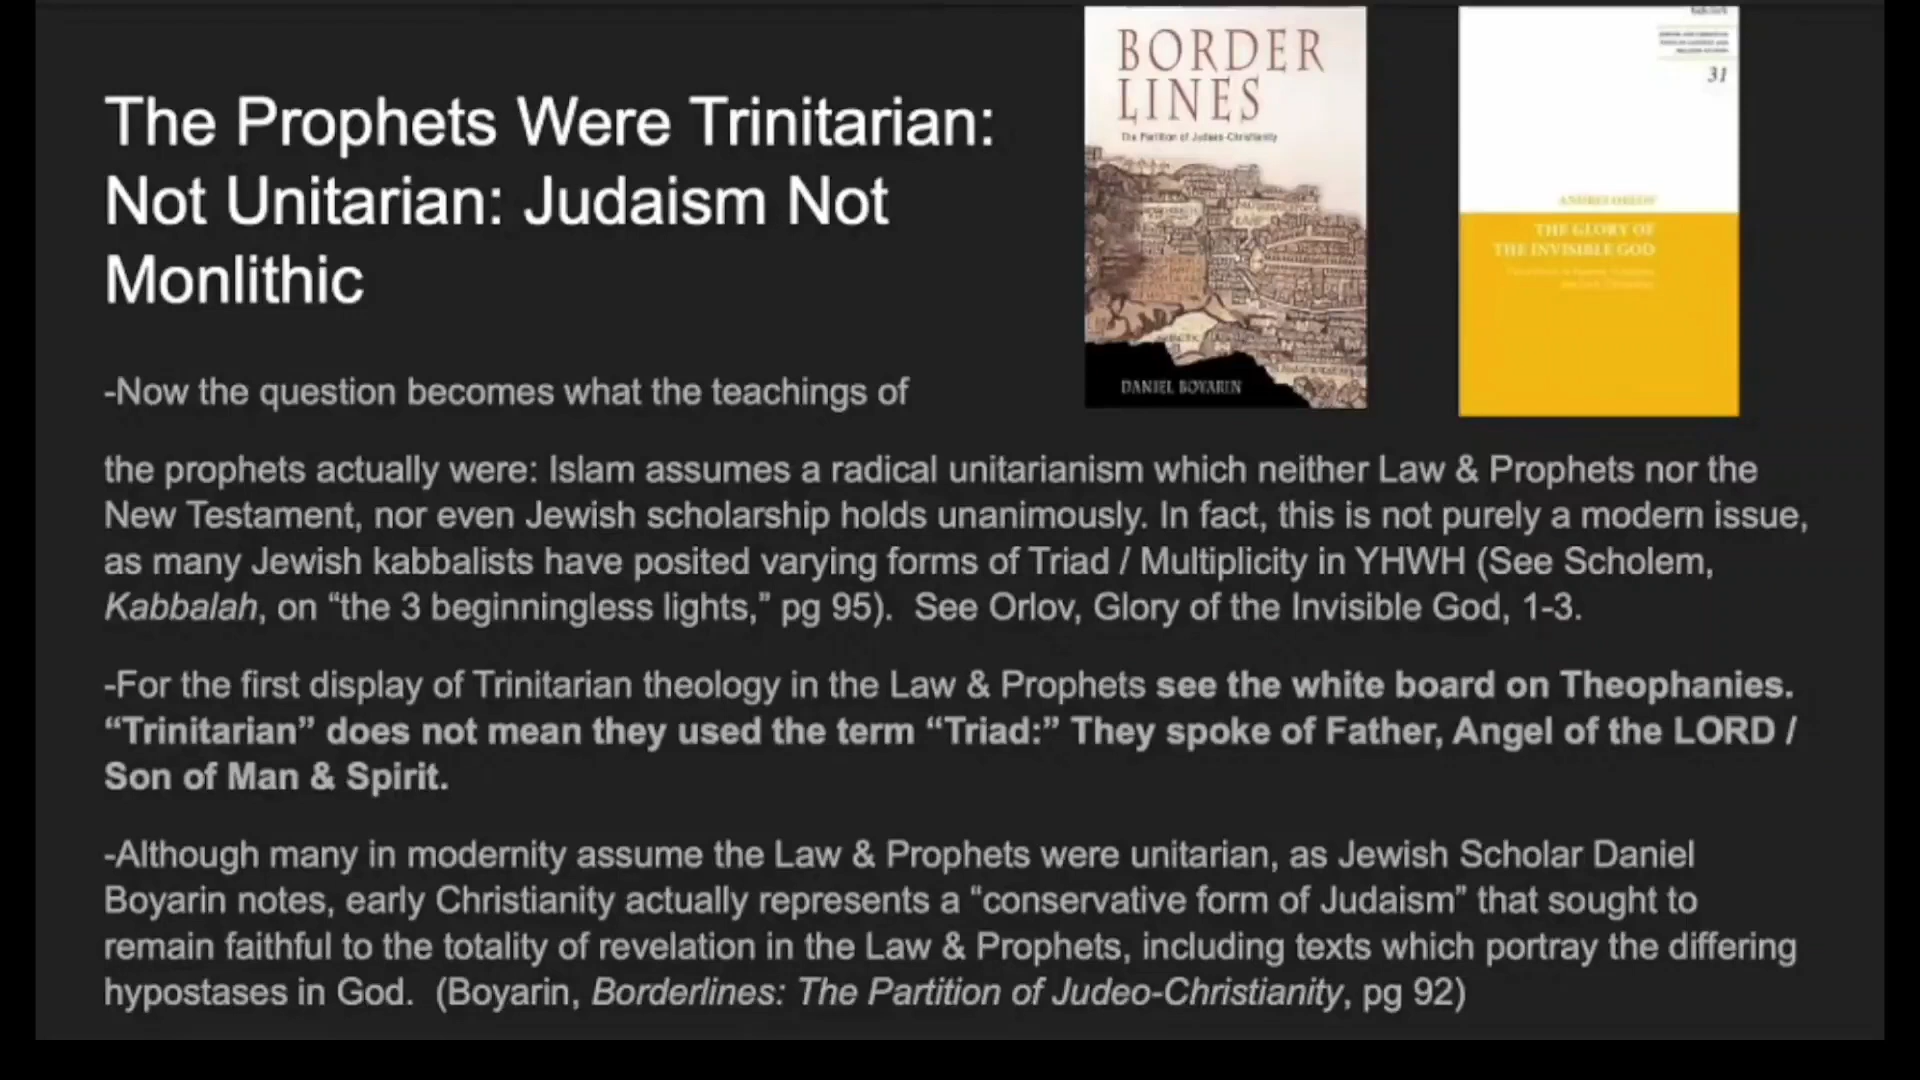 The Prophets Were Trinitarian:
Not Unitarian: Judaism Not
Monlithic
BORDER
LINES
The Partition of Judaeo-Christianity
DANIEL BOYARIN
31
ANDREI ORLOV
THE GLORY OF
THE INVISIBLE GOD
-Now the question becomes what the teachings of
the prophets actually were: Islam assumes a radical unitarianism which neither Law & Prophets nor the
New Testament, nor even Jewish scholarship holds unanimously. In fact, this is not purely a modern issue,
as many Jewish kabbalists have posited varying forms of Triad / Multiplicity in YHWH (See Scholem,
Kabbalah, on “the 3 beginningless lights,” pg 95).  See Orlov, Glory of the Invisible God, 1-3.
-For the first display of Trinitarian theology in the Law & Prophets see the white board on Theophanies.
“Trinitarian” does not mean they used the term “Triad:” They spoke of Father, Angel of the LORD /
Son of Man & Spirit.
-Although many in modernity assume the Law & Prophets were unitarian, as Jewish Scholar Daniel
Boyarin notes, early Christianity actually represents a “conservative form of Judaism” that sought to
remain faithful to the totality of revelation in the Law & Prophets, including texts which portray the differing
hypostases in God.  (Boyarin, Borderlines: The Partition of Judeo-Christianity, pg 92)